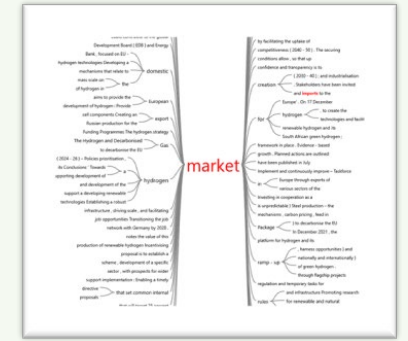 Development Board ( EDB ) and Energy
Bank , focused on EU -
hydrogen technologies Developing a
mechanisms that relate to
domestic
mass scale on
the
of hydrogen in
aims to provide the
European
development of hydrogen : Provide
cell components Creating an
export
Russian production for the
Funding Programmes The hydrogen strategy
The Hydrogen and Decarbonised
Gas
to decarbonise the EU
( 2024 - 26 ) - Policies prioritisation ,
its Conclusions ' Towards
a
upporting development of
and development of the
hydrogen
support a developing renewable
technologies Establishing a robust
infrastructure , driving scale , and facilitating
job opportunities Transitioning the job
network with Germany by 2028 .
notes the value of this
production of renewable hydrogen Incentivising
proposal is to establish a
scheme , development of a specific
sector , with prospects for wider
support implementation : Enabling a timely
directive
that set common internal
proposals
market
by facilitating the uptake of
competitiveness ( 2040 - 50 ) : The securing
conditions allow , so that up
confidence and transparency is to
( 2030 - 40 ) ; and industrialisation
creation
. Stakeholders have been invited
and imports to the
Europe' . On 17 December
for
hydrogen
, to create the
technologies and facilit
renewable hydrogen and its
South African green hydrogen ;
framework in place . Evidence - based
growth . Planned actions are outlined
have been published in July .
Implement and continuously improve – Taskforce
in
Europe through exports of
various sectors of the
Investing in cooperation as a
is unpredictable ) Steel production – the
mechanisms , carbon pricing , feed in
Package
) to decarbonise the EU
In December 2021 , the
platform for hydrogen and its
ramp - up
, harness opportunities ) and
nationally and internationally )
of green hydrogen -
through flagship projects
regulation and temporary tasks for
rules
and infrastructure Promoting research
for renewable and natural